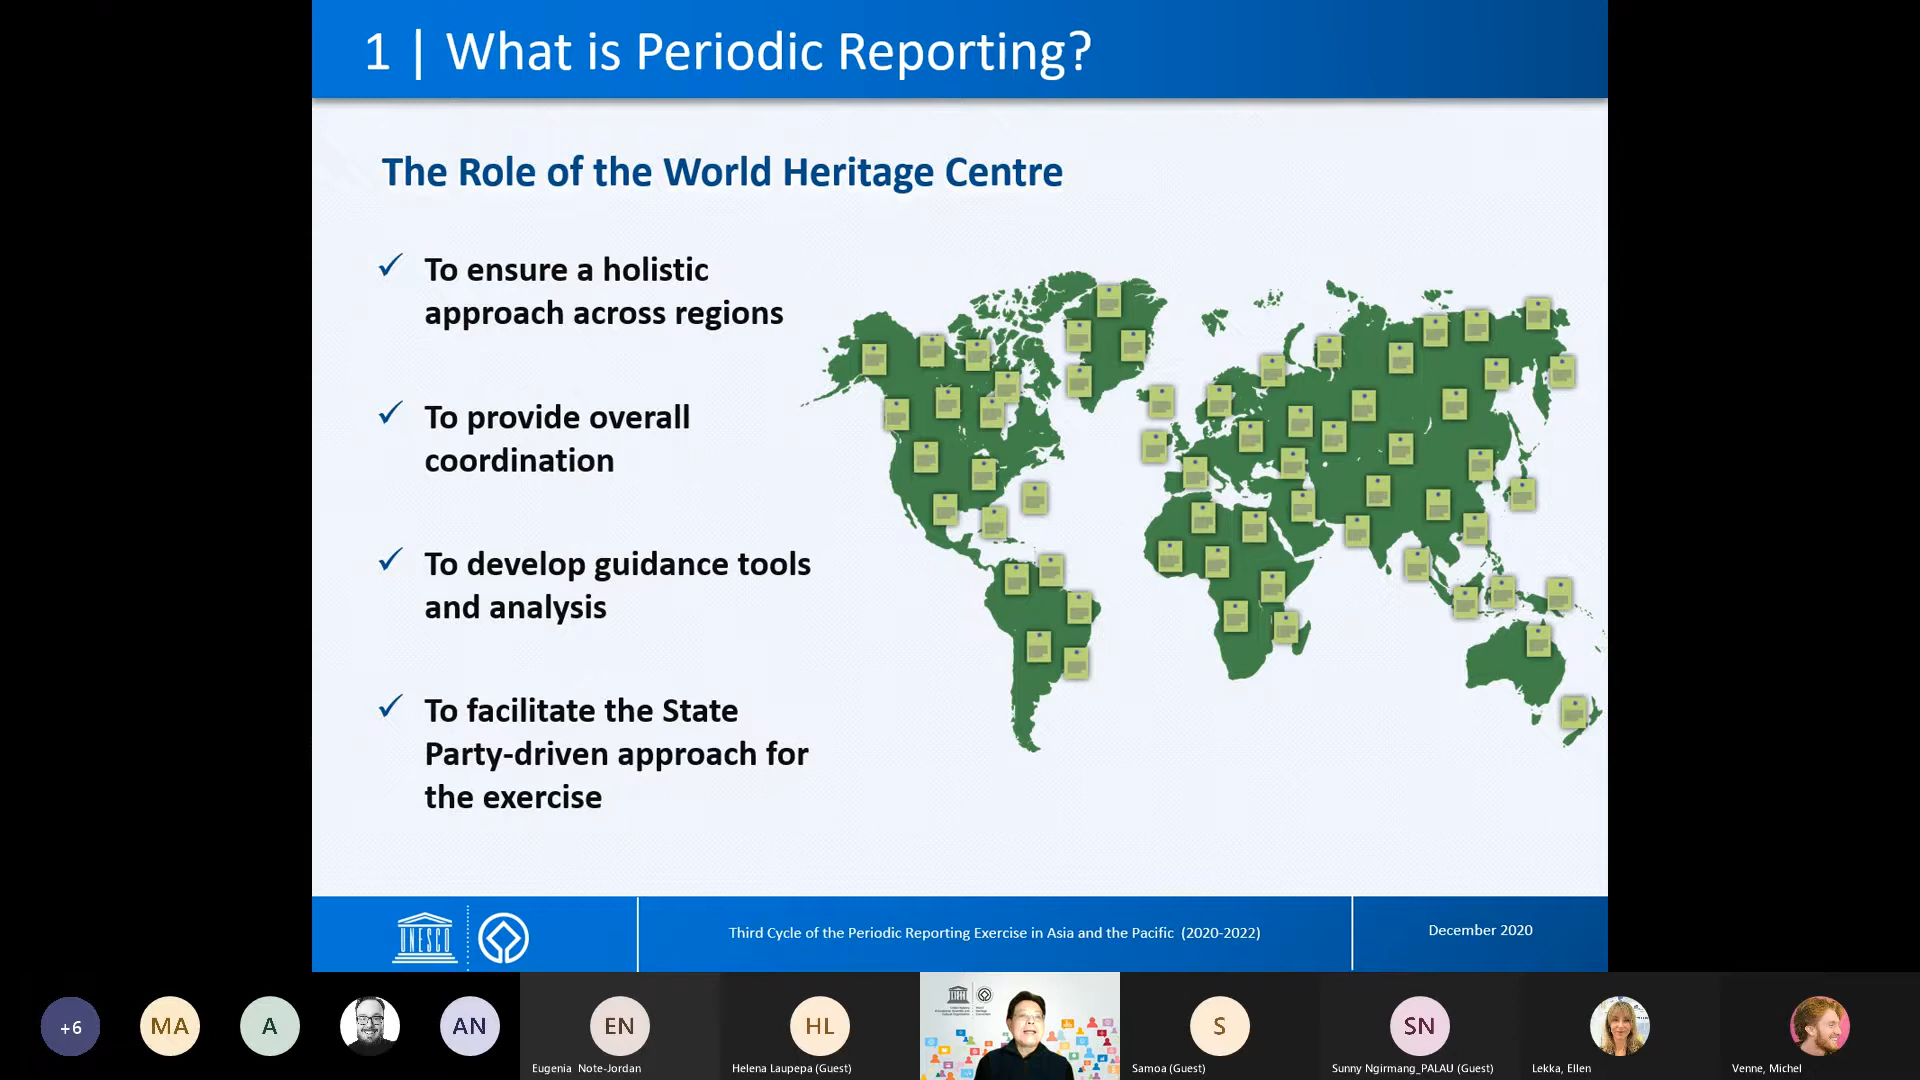 1 | What is Periodic Reporting?
The Role of the World Heritage Centre
✓ To ensure a holistic
approach across regions
✓ To provide overall
coordination
✓ To develop guidance tools
and analysis
✓ To facilitate the State
Party-driven approach for
the exercise
UNESCO
Third Cycle of the Periodic Reporting Exercise in Asia and the Pacific (2020-2022)
December 2020
+6
MA
A
AN
EN
HL
S
SN
Eugenia Note-Jordan
Helena Laupepa (Guest)
Samoa (Guest)
Sunny Ngirmang_PALAU (Guest)
Lekka, Ellen
Venne, Michel